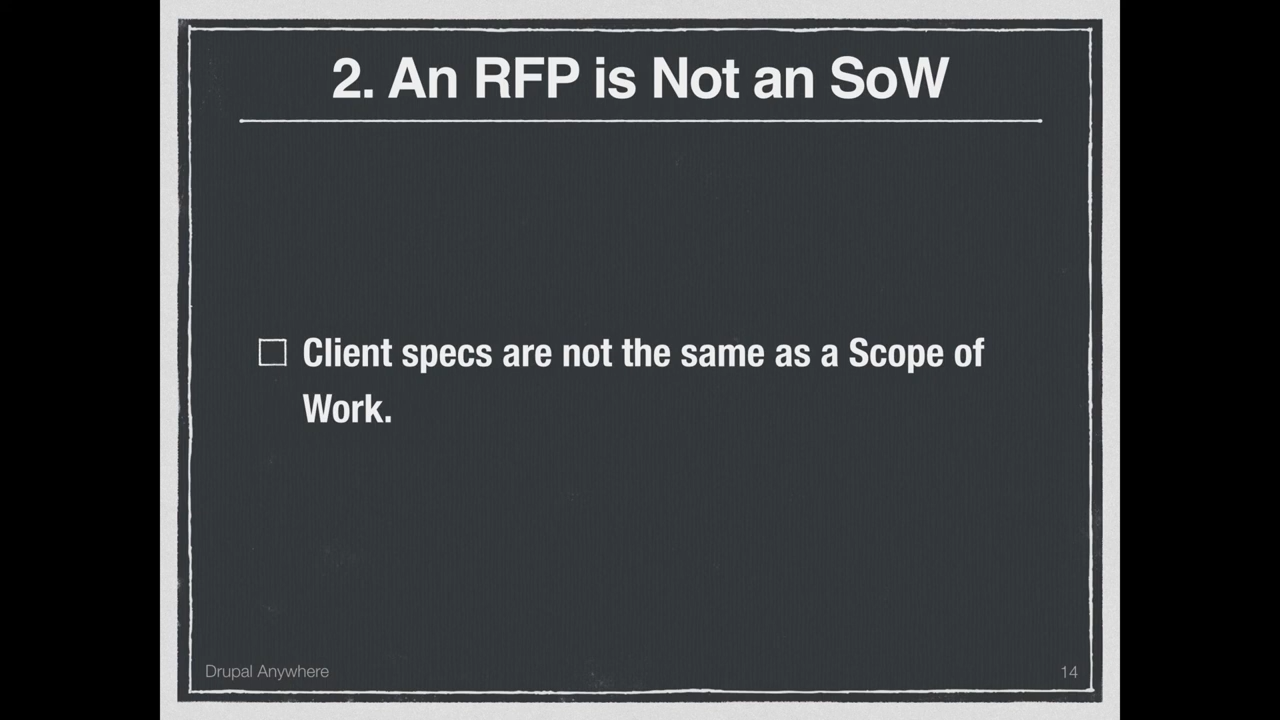 2. An RFP is Not an SoW
Client specs are not the same as a Scope of
Work.
Drupal Anywhere
14